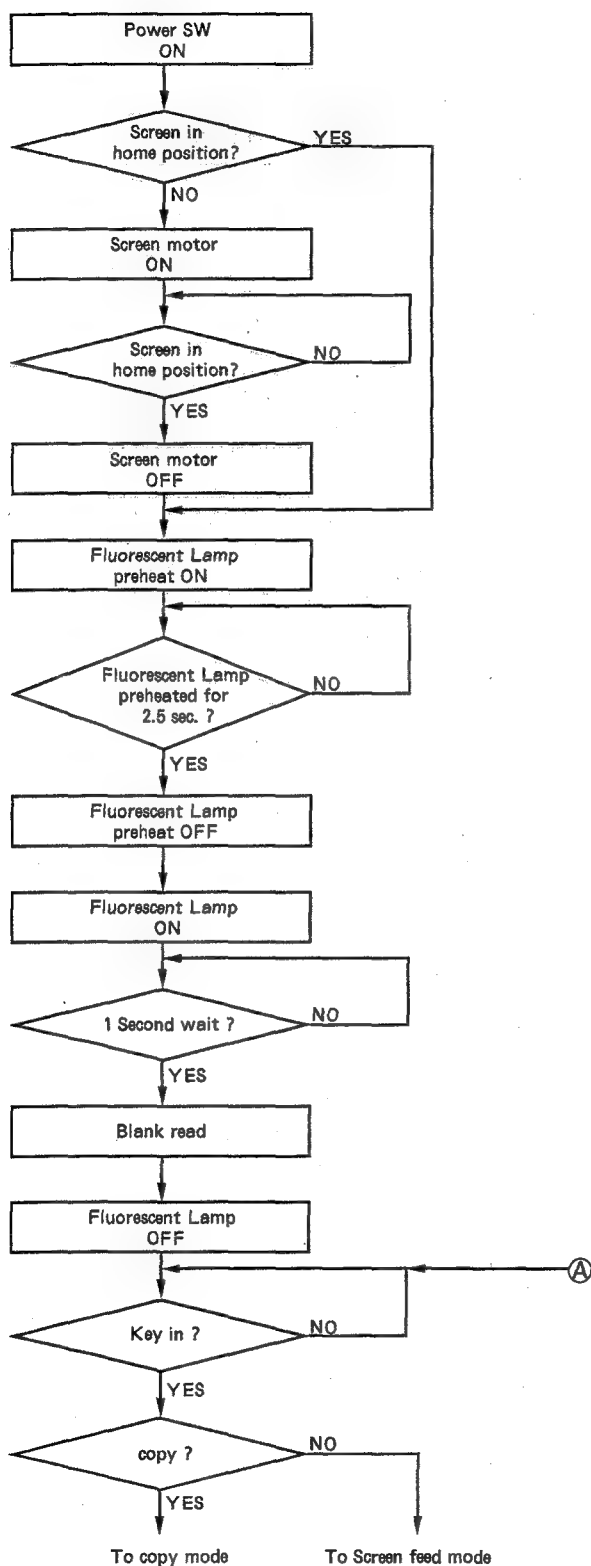 Power SW
ON
Screen in
home position?
YES
NO
Screen motor
ON
Screen in
home position?
NO
YES
Screen motor
OFF
Fluorescent Lamp
preheat ON
Fluorescent Lamp
preheated for
2.5 sec. ?
NO
YES
Fluorescent Lamp
preheat OFF
Fluorescent Lamp
ON
1 Second wait ?
NO
YES
Blank read
Fluorescent Lamp
OFF
A
Key in ?
NO
YES
copy ?
NO
YES
To copy mode
To Screen feed mode